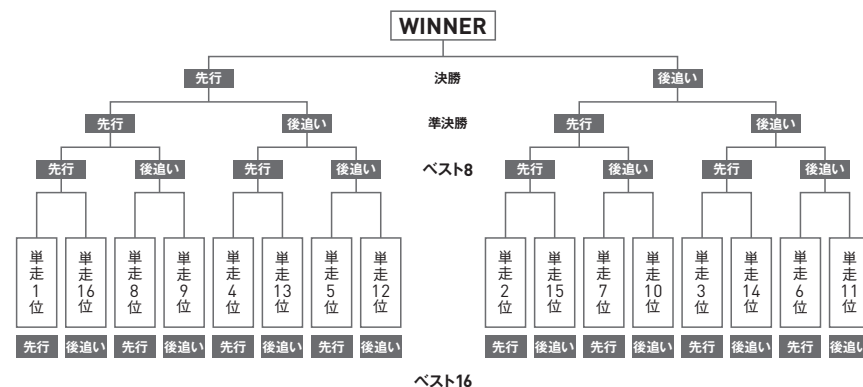 WINNER
先行
決勝
後追い
先行
後追い
準決勝
先行
後追い
先行
後追い
先行
後追い
ベスト8
先行
後追い
先行
後追い
単走1位
単走16位
単走8位
単走9位
単走4位
単走13位
単走5位
単走12位
単走2位
単走15位
単走7位
単走10位
単走3位
単走14位
単走6位
単走11位
先行
後追い
先行
後追い
先行
後追い
先行
後追い
先行
後追い
先行
後追い
先行
後追い
先行
後追い
ベスト16